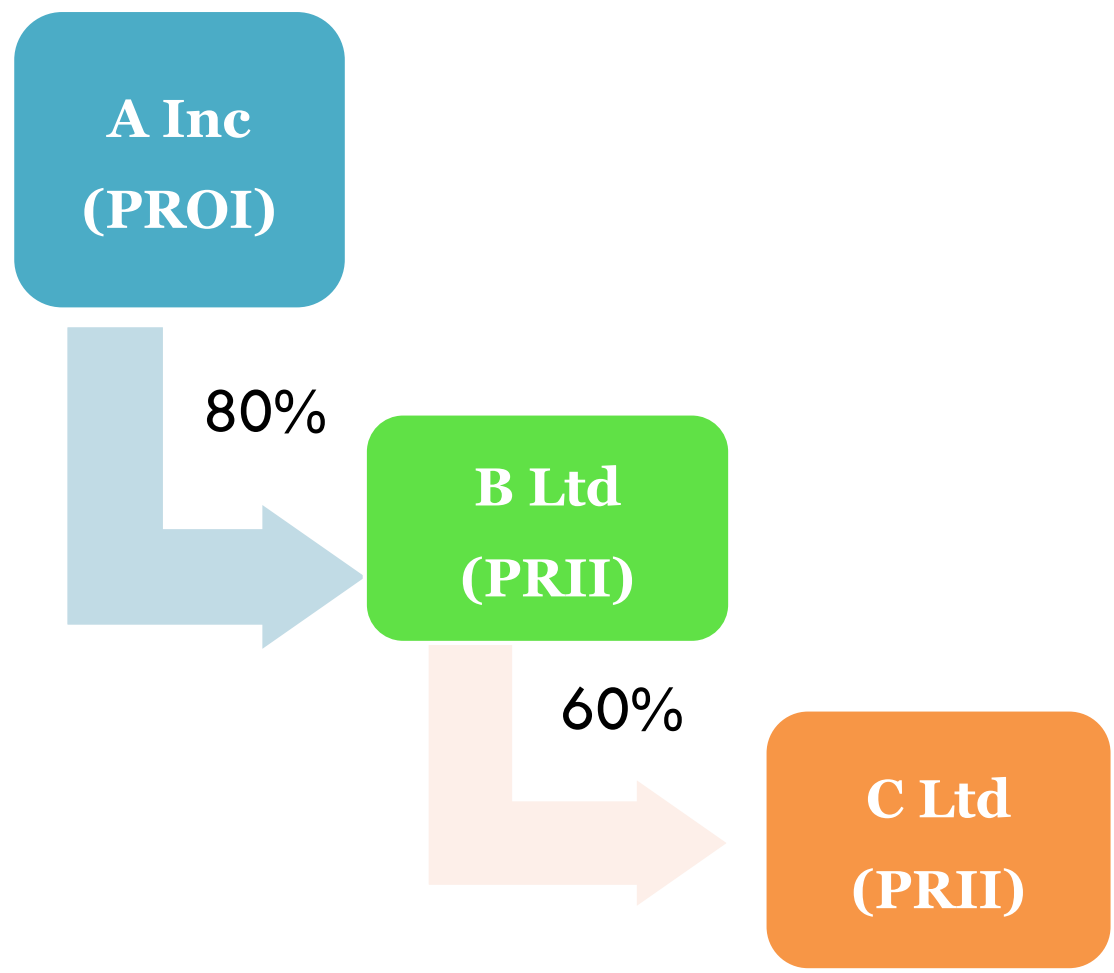 A Inc
(PROI)
80%
B Ltd
(PRII)
60%
C Ltd
(PRII)